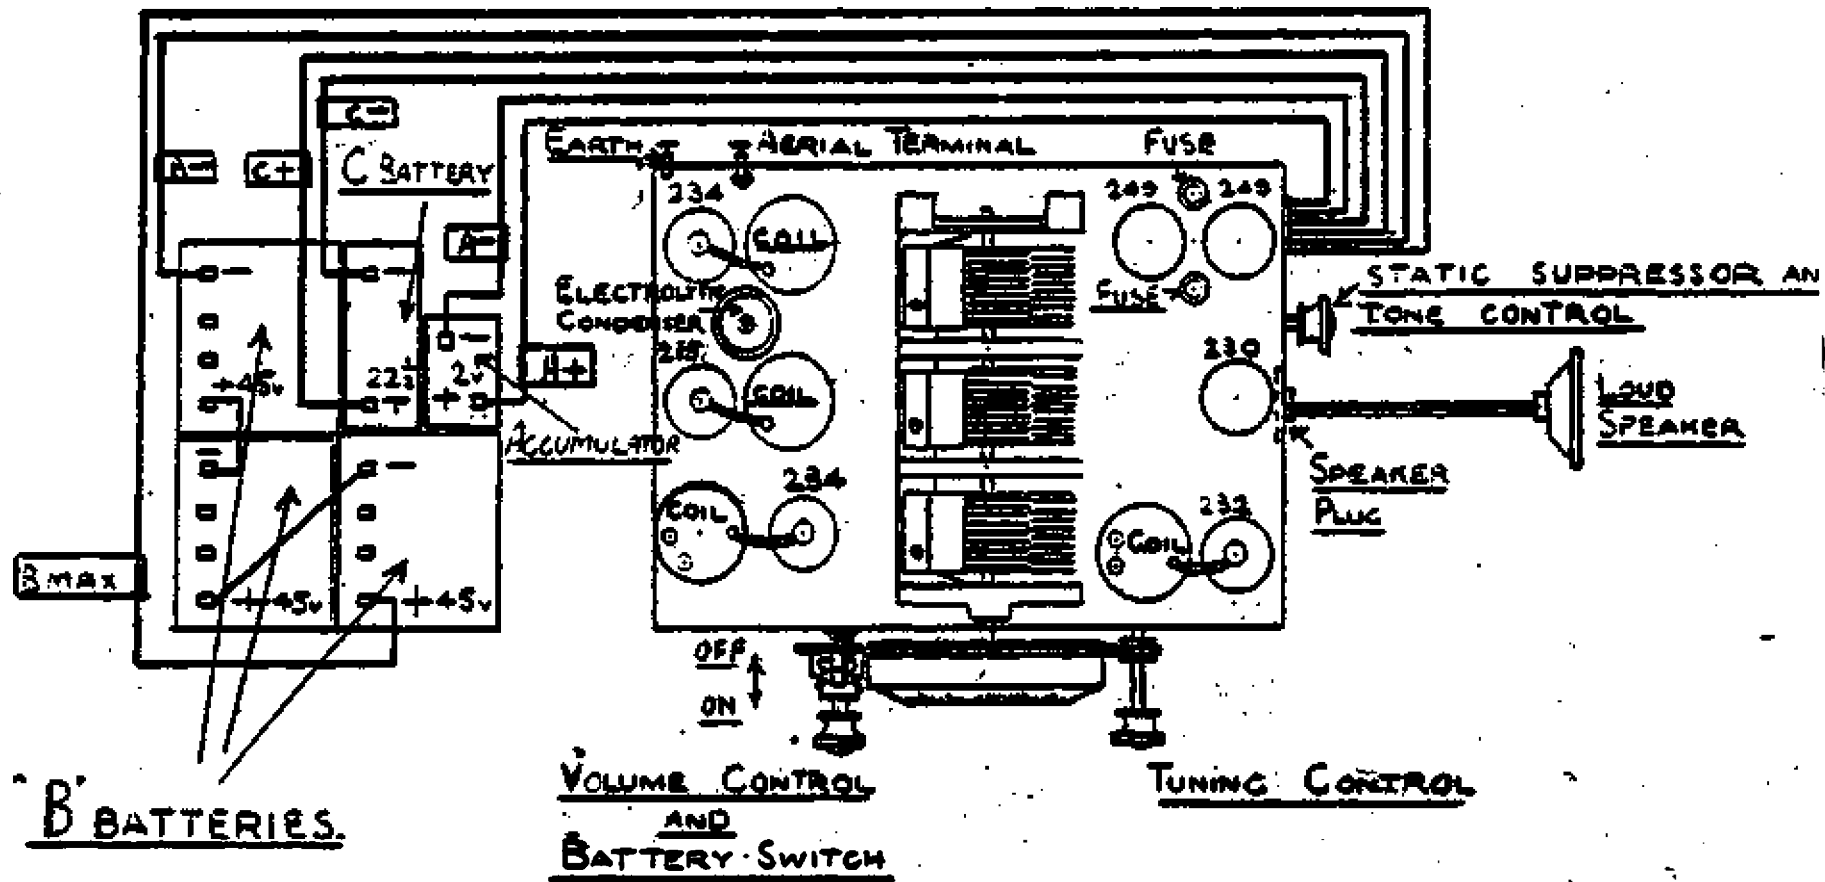 C-
A-
C+
C BATTERY
A-
EARTH
AERIAL TERMINAL
FUSE
234
COIL
249
249
ELECTROLYTIC
CONDENSER
FUSE
STATIC SUPPRESSOR AN
TONE CONTROL
-
-
-
+45v
22½
+
2v
+
A+
ACCUMULATOR
COIL
230
LOUD
SPEAKER
SPEAKER
PLUG
-
-
234
COIL
232
COIL
B MAX
+45v
+45v
OFF
ON
"B" BATTERIES.
VOLUME CONTROL
AND
BATTERY SWITCH
TUNING CONTROL